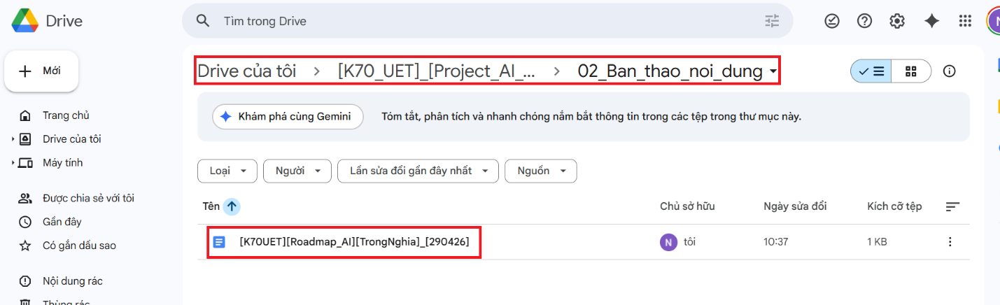 Drive
Tìm trong Drive
N
Mới
Drive của tôi > [K70_UET]_[Project_AI_... > 02_Ban_thao_noi_dung
Khám phá cùng Gemini
Tóm tắt, phân tích và nhanh chóng nắm bắt thông tin trong các tệp trong thư mục này.
Trang chủ
Drive của tôi
Máy tính
Được chia sẻ với tôi
Gần đây
Có gắn dấu sao
Nội dung rác
Thùng rác
Loại Người Lần sửa đổi gần đây nhất Nguồn
Tên Chủ sở hữu Ngày sửa đổi Kích cỡ tệp
[K70UET][Roadmap_AI][TrongNghia]_[290426] N tôi 10:37 1 KB